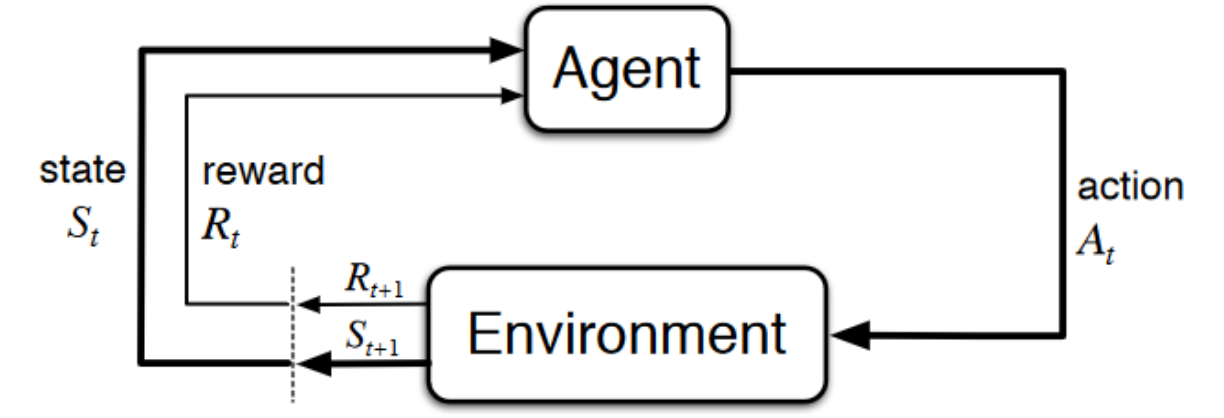 Agent
state
S_t
reward
R_t
action
A_t
R_{t+1}
S_{t+1}
Environment